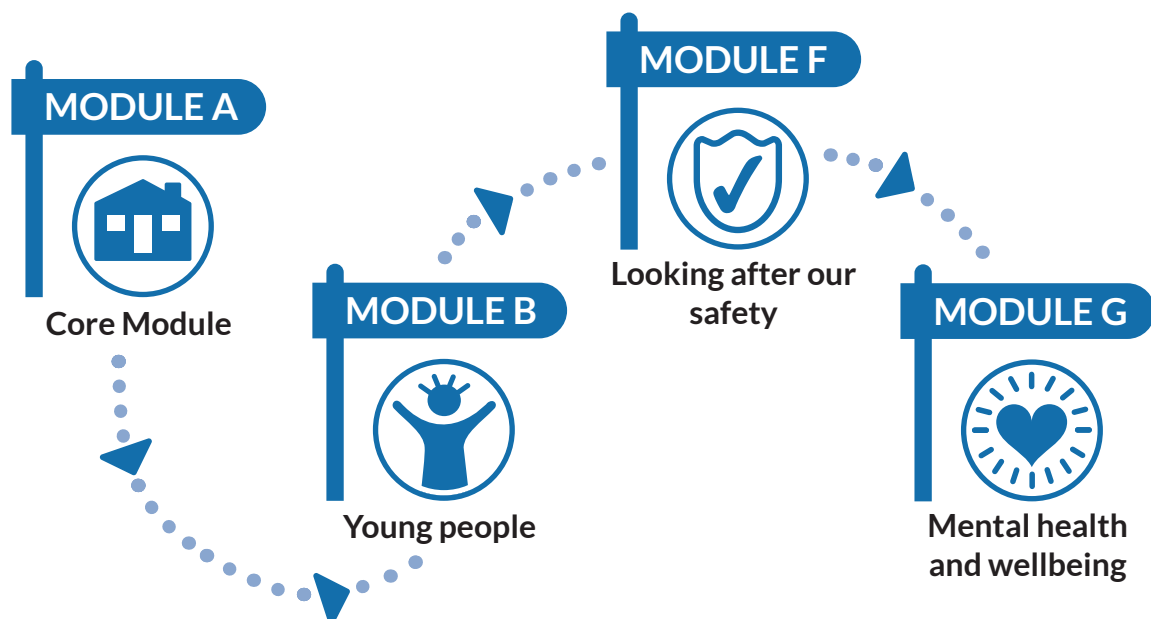 MODULE A
Core Module
MODULE B
Young people
MODULE F
Looking after our
safety
MODULE G
Mental health
and wellbeing